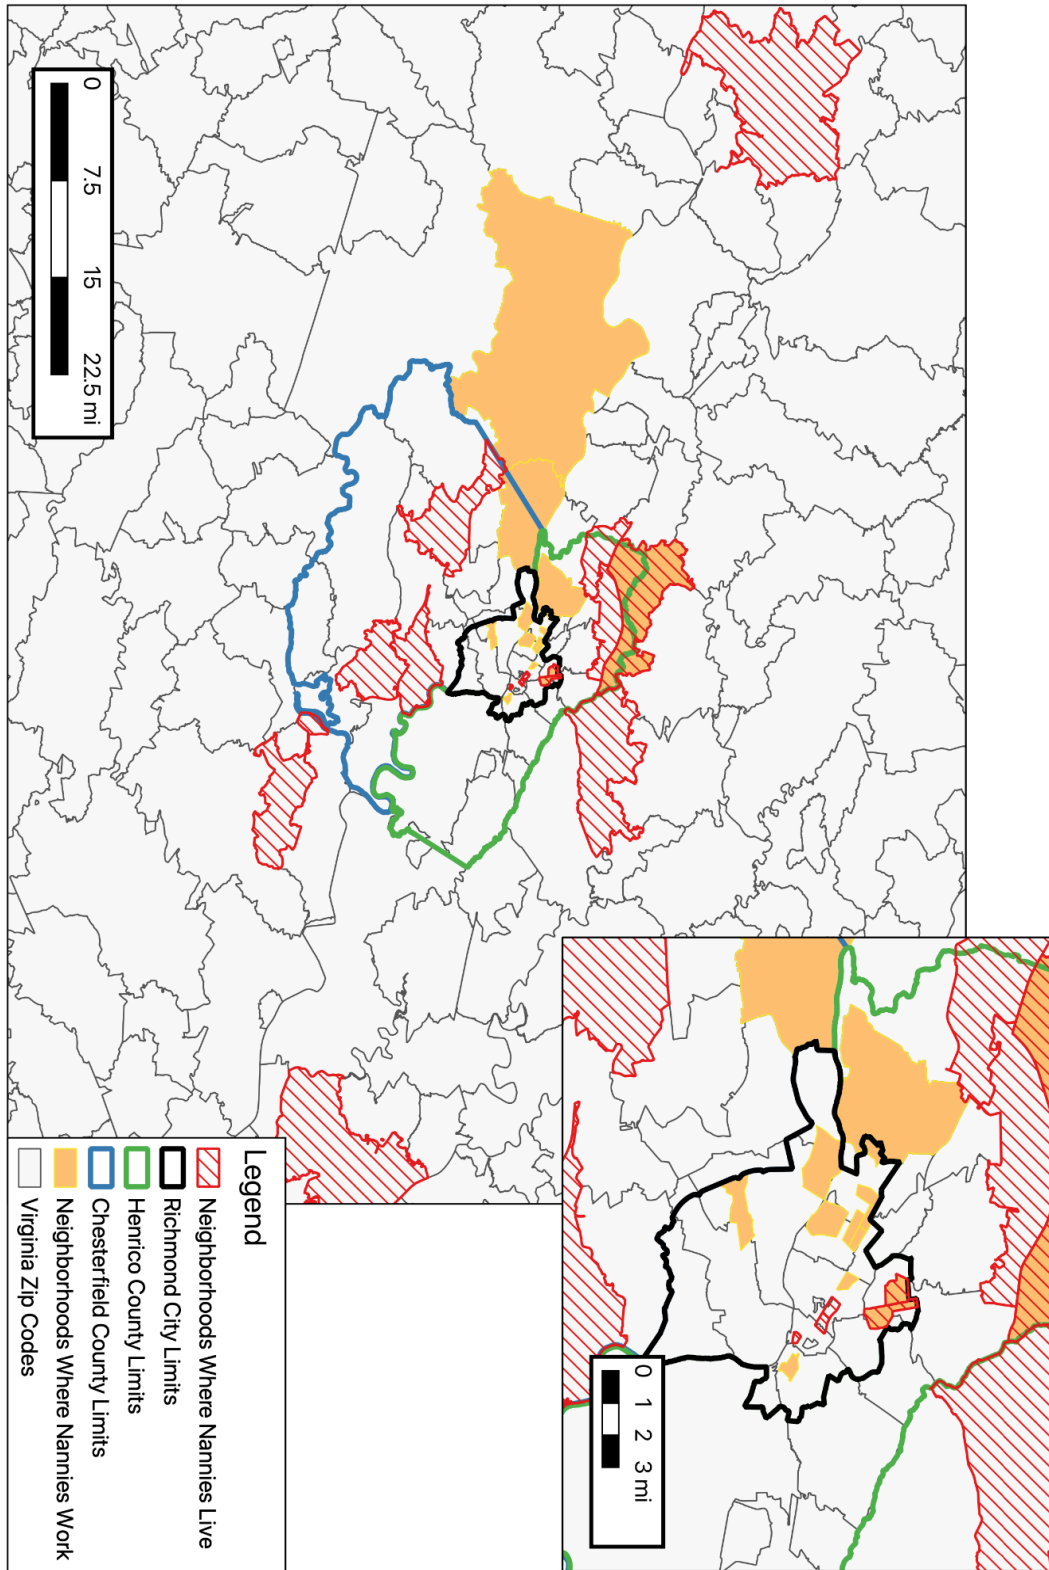 0 7.5 15 22.5 mi
0 1 2 3 mi
Legend
Neighborhoods Where Nannies Live
Richmond City Limits
Henrico County Limits
Chesterfield County Limits
Neighborhoods Where Nannies Work
Virginia Zip Codes